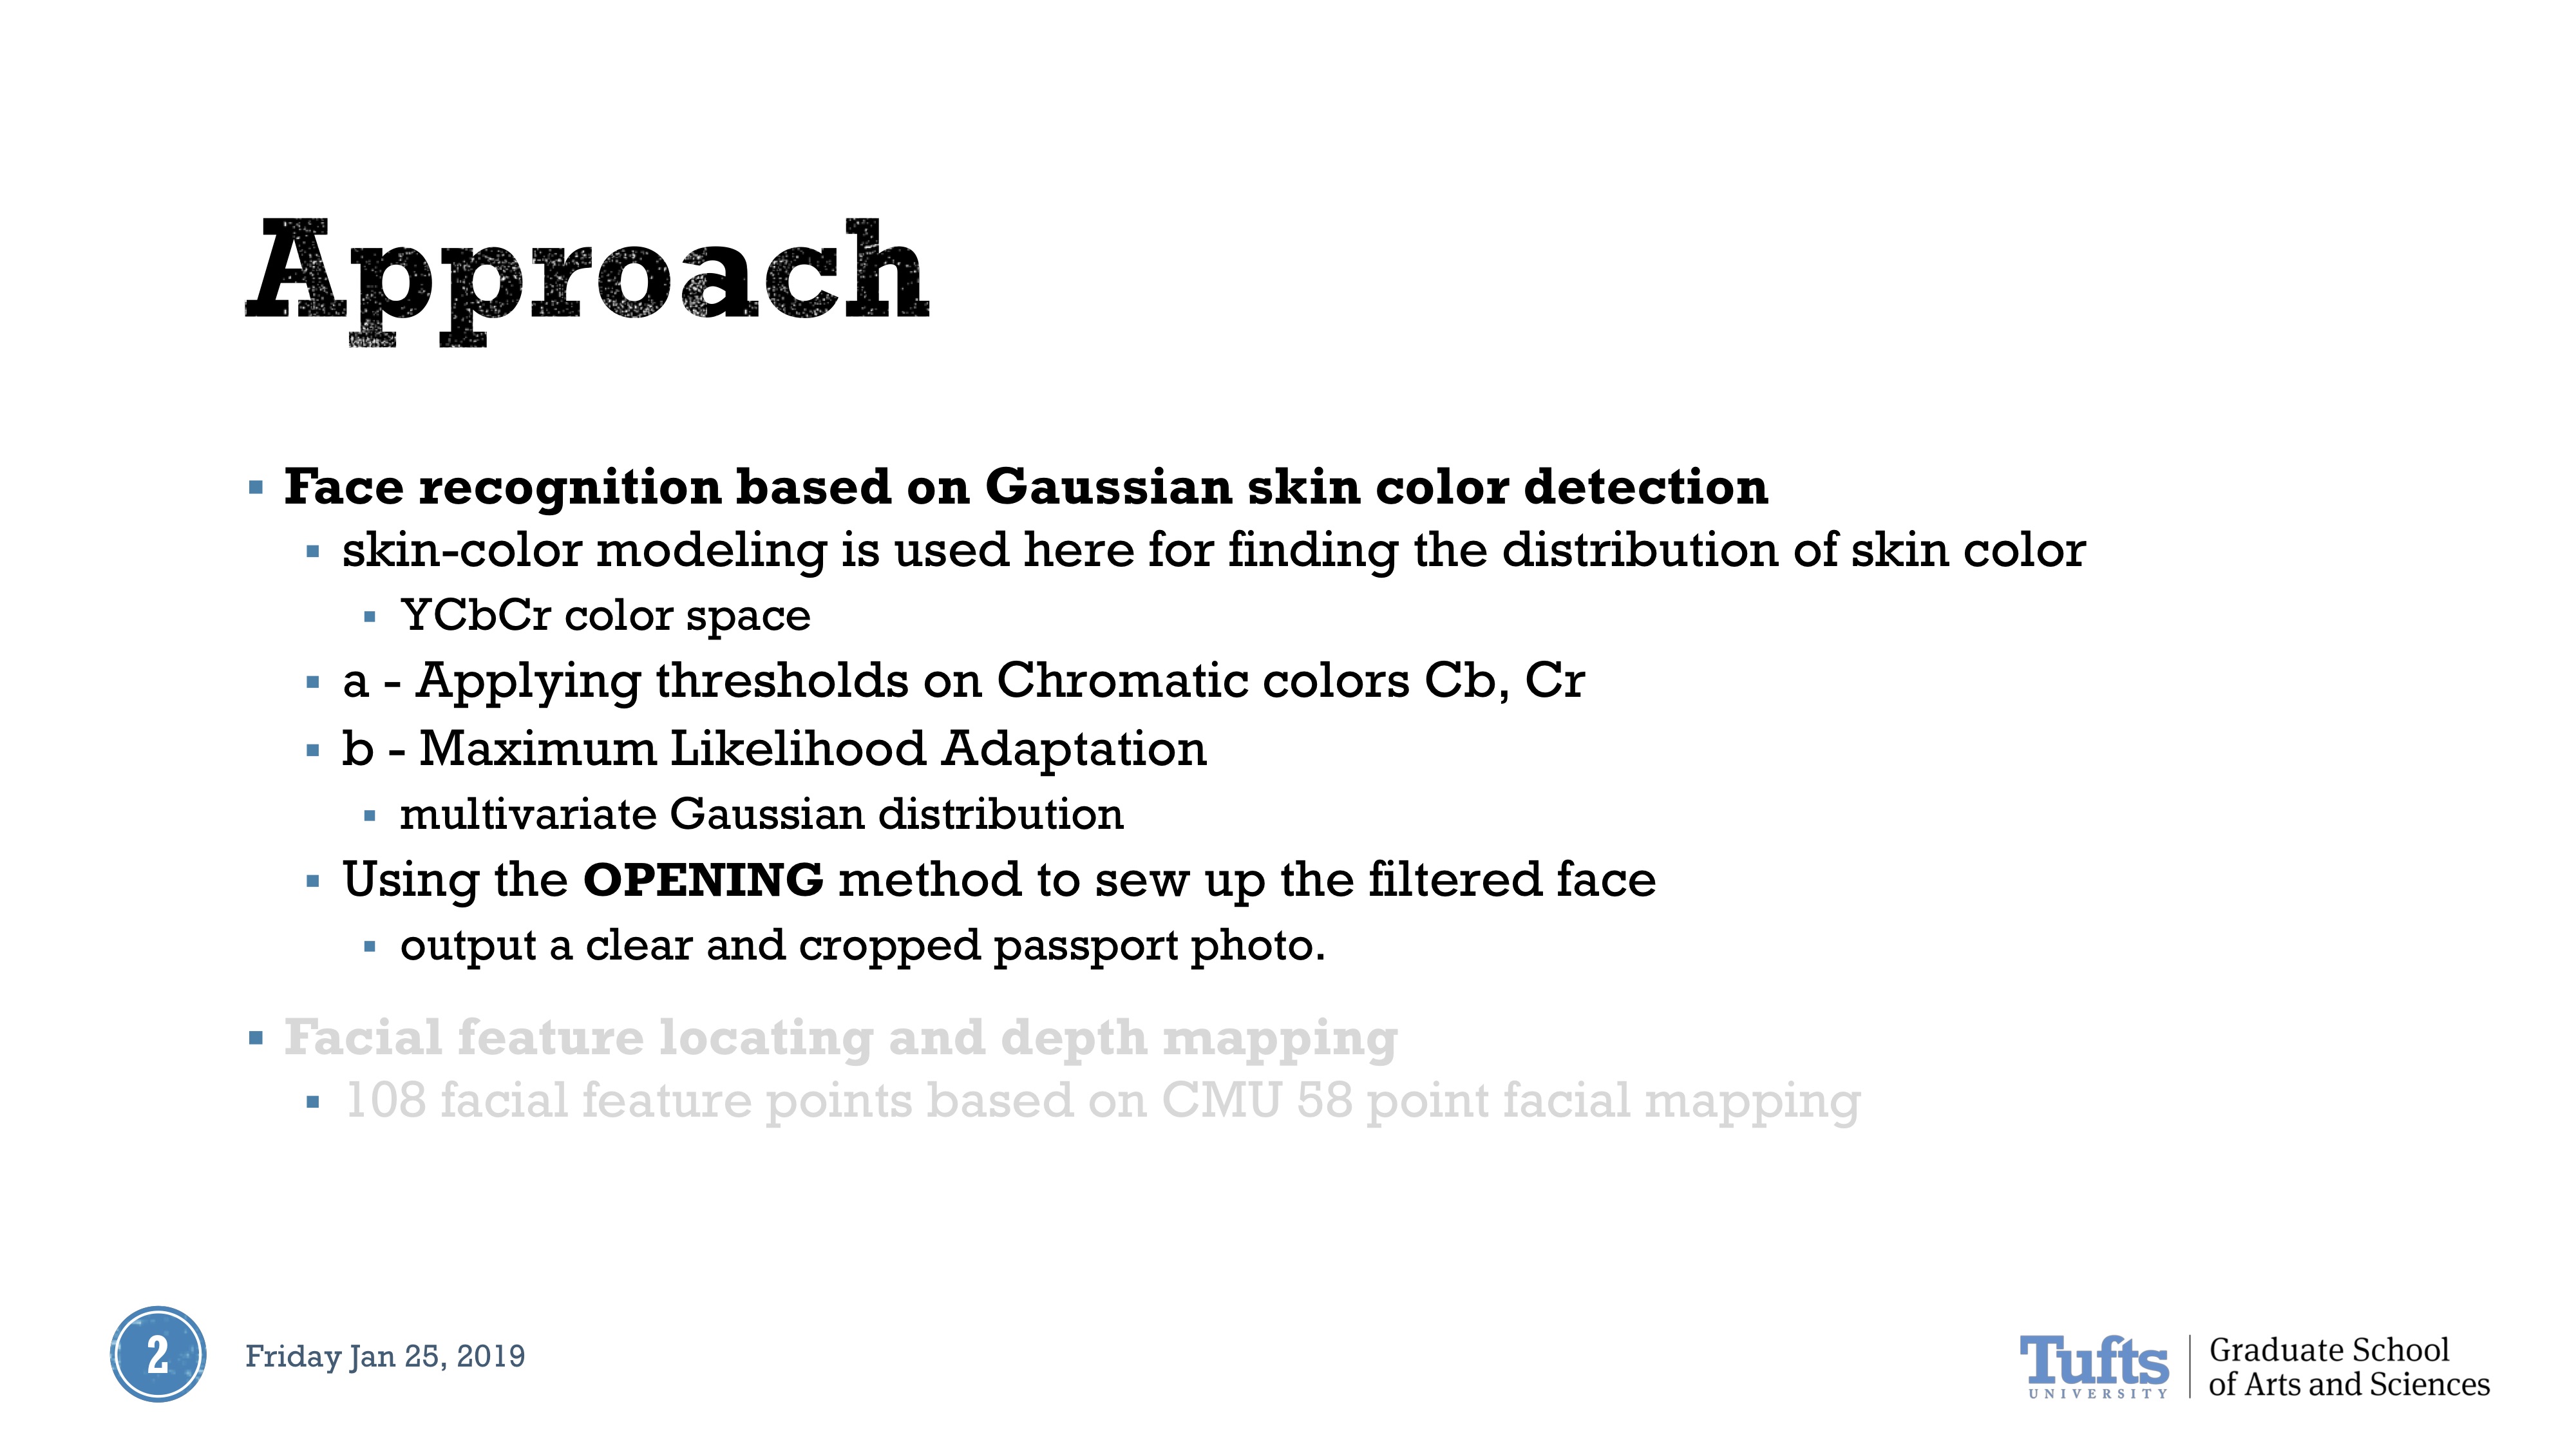 Approach
Face recognition based on Gaussian skin color detection
skin-color modeling is used here for finding the distribution of skin color
YCbCr color space
a - Applying thresholds on Chromatic colors Cb, Cr
b - Maximum Likelihood Adaptation
multivariate Gaussian distribution
Using the OPENING method to sew up the filtered face
output a clear and cropped passport photo.
Facial feature locating and depth mapping
108 facial feature points based on CMU 58 point facial mapping
2
Friday Jan 25, 2019
Tufts
UNIVERSITY
Graduate School
of Arts and Sciences